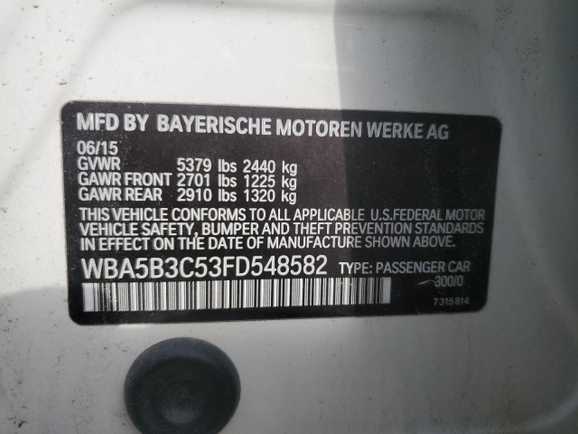 MFD BY BAYERISCHE MOTOREN WERKE AG
06/15
GVWR 5379 lbs 2440 kg
GAWR FRONT 2701 lbs 1225 kg
GAWR REAR 2910 lbs 1320 kg
THIS VEHICLE CONFORMS TO ALL APPLICABLE U.S.FEDERAL MOTOR
VEHICLE SAFETY, BUMPER AND THEFT PREVENTION STANDARDS
IN EFFECT ON THE DATE OF MANUFACTURE SHOWN ABOVE.
WBA5B3C53FD548582 TYPE: PASSENGER CAR
300/0
7315814